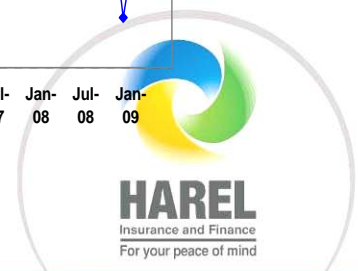 Jan- Jul- Jan-
08 08 09
HAREL
Insurance and Finance
For your peace of mind